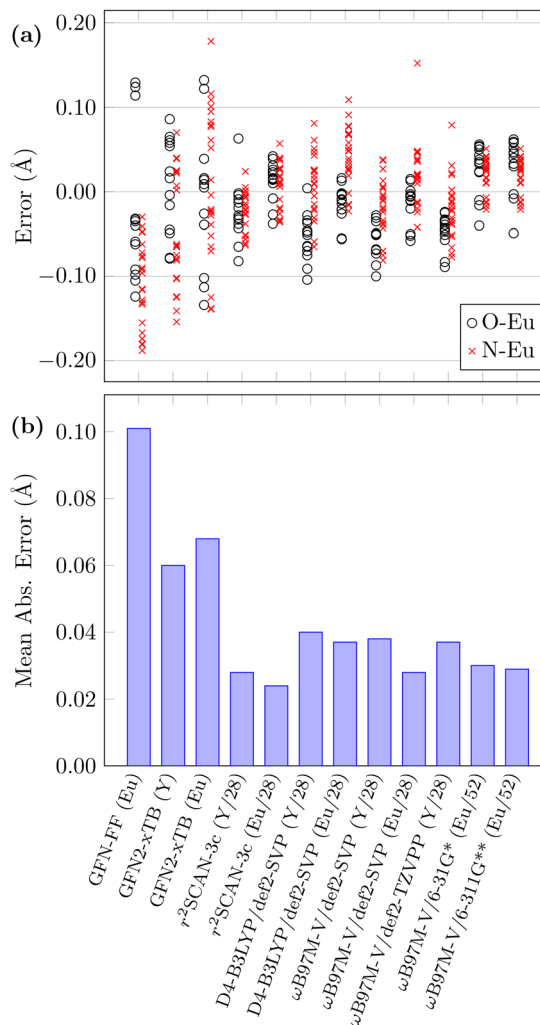 (a)
0.20
0.10
0.00
−0.10
−0.20
Error (Å)
O-Eu
N-Eu
(b)
0.10
0.08
0.06
0.04
0.02
0.00
Mean Abs. Error (Å)
GFN-FF (Eu)
GFN2-xTB (Y)
GFN2-xTB (Eu)
r²SCAN-3c (Y/28)
r²SCAN-3c (Eu/28)
D4-B3LYP/def2-SVP (Y/28)
D4-B3LYP/def2-SVP (Eu/28)
ωB97M-V/def2-SVP (Y/28)
ωB97M-V/def2-SVP (Eu/28)
ωB97M-V/def2-TZVPP (Y/28)
ωB97M-V/6-31G* (Eu/52)
ωB97M-V/6-311G** (Eu/52)